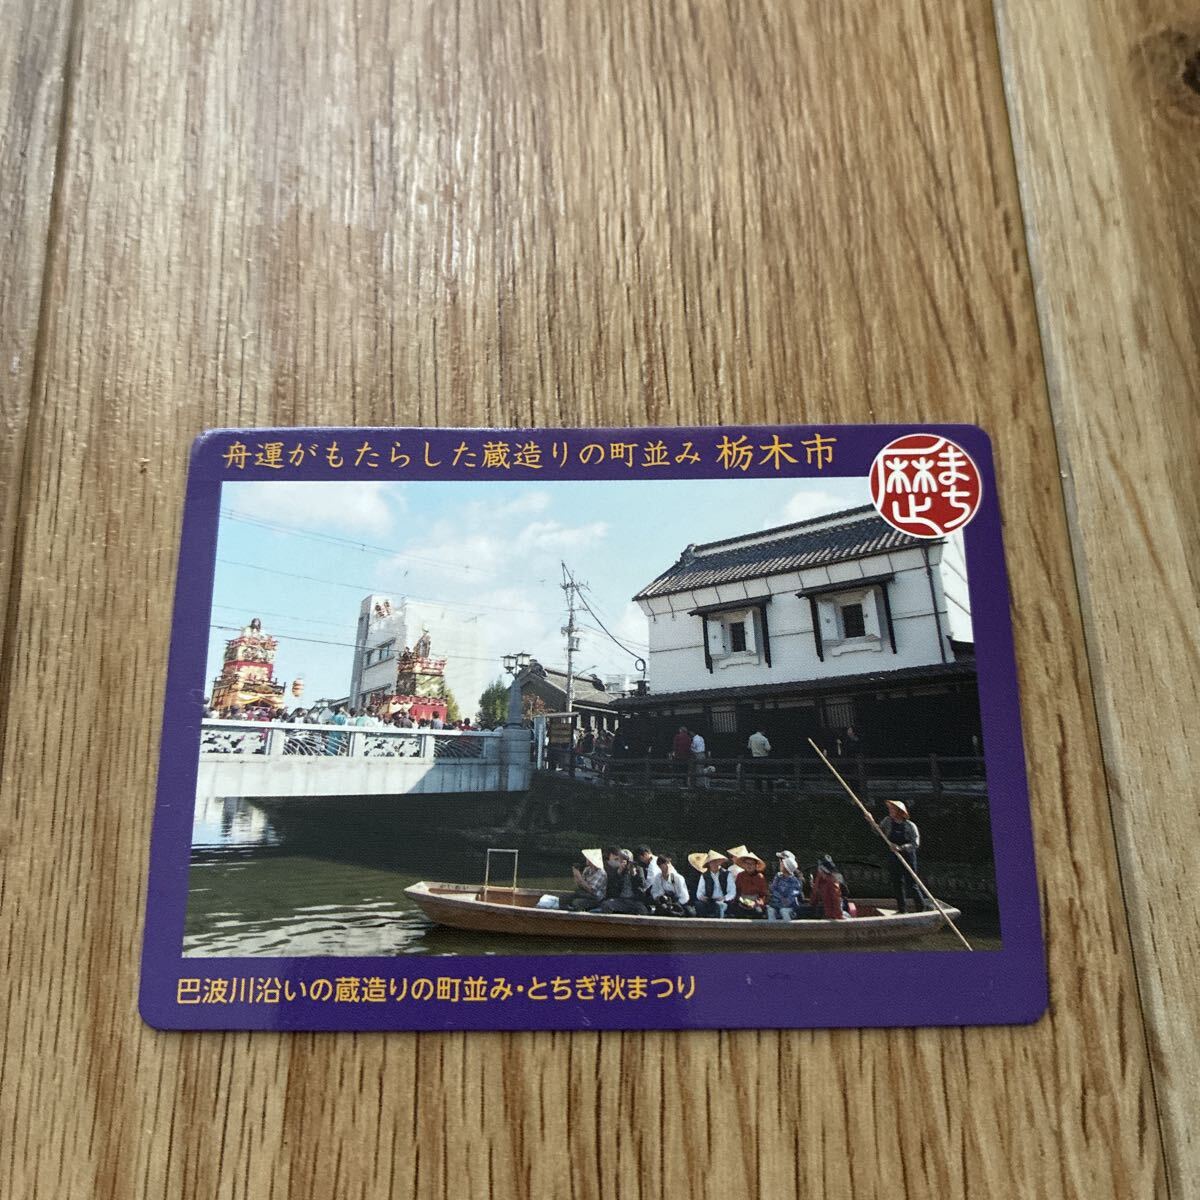 舟運がもたらした蔵造りの町並み 栃木市
歴まち
巴波川沿いの蔵造りの町並み・とちぎ秋まつり